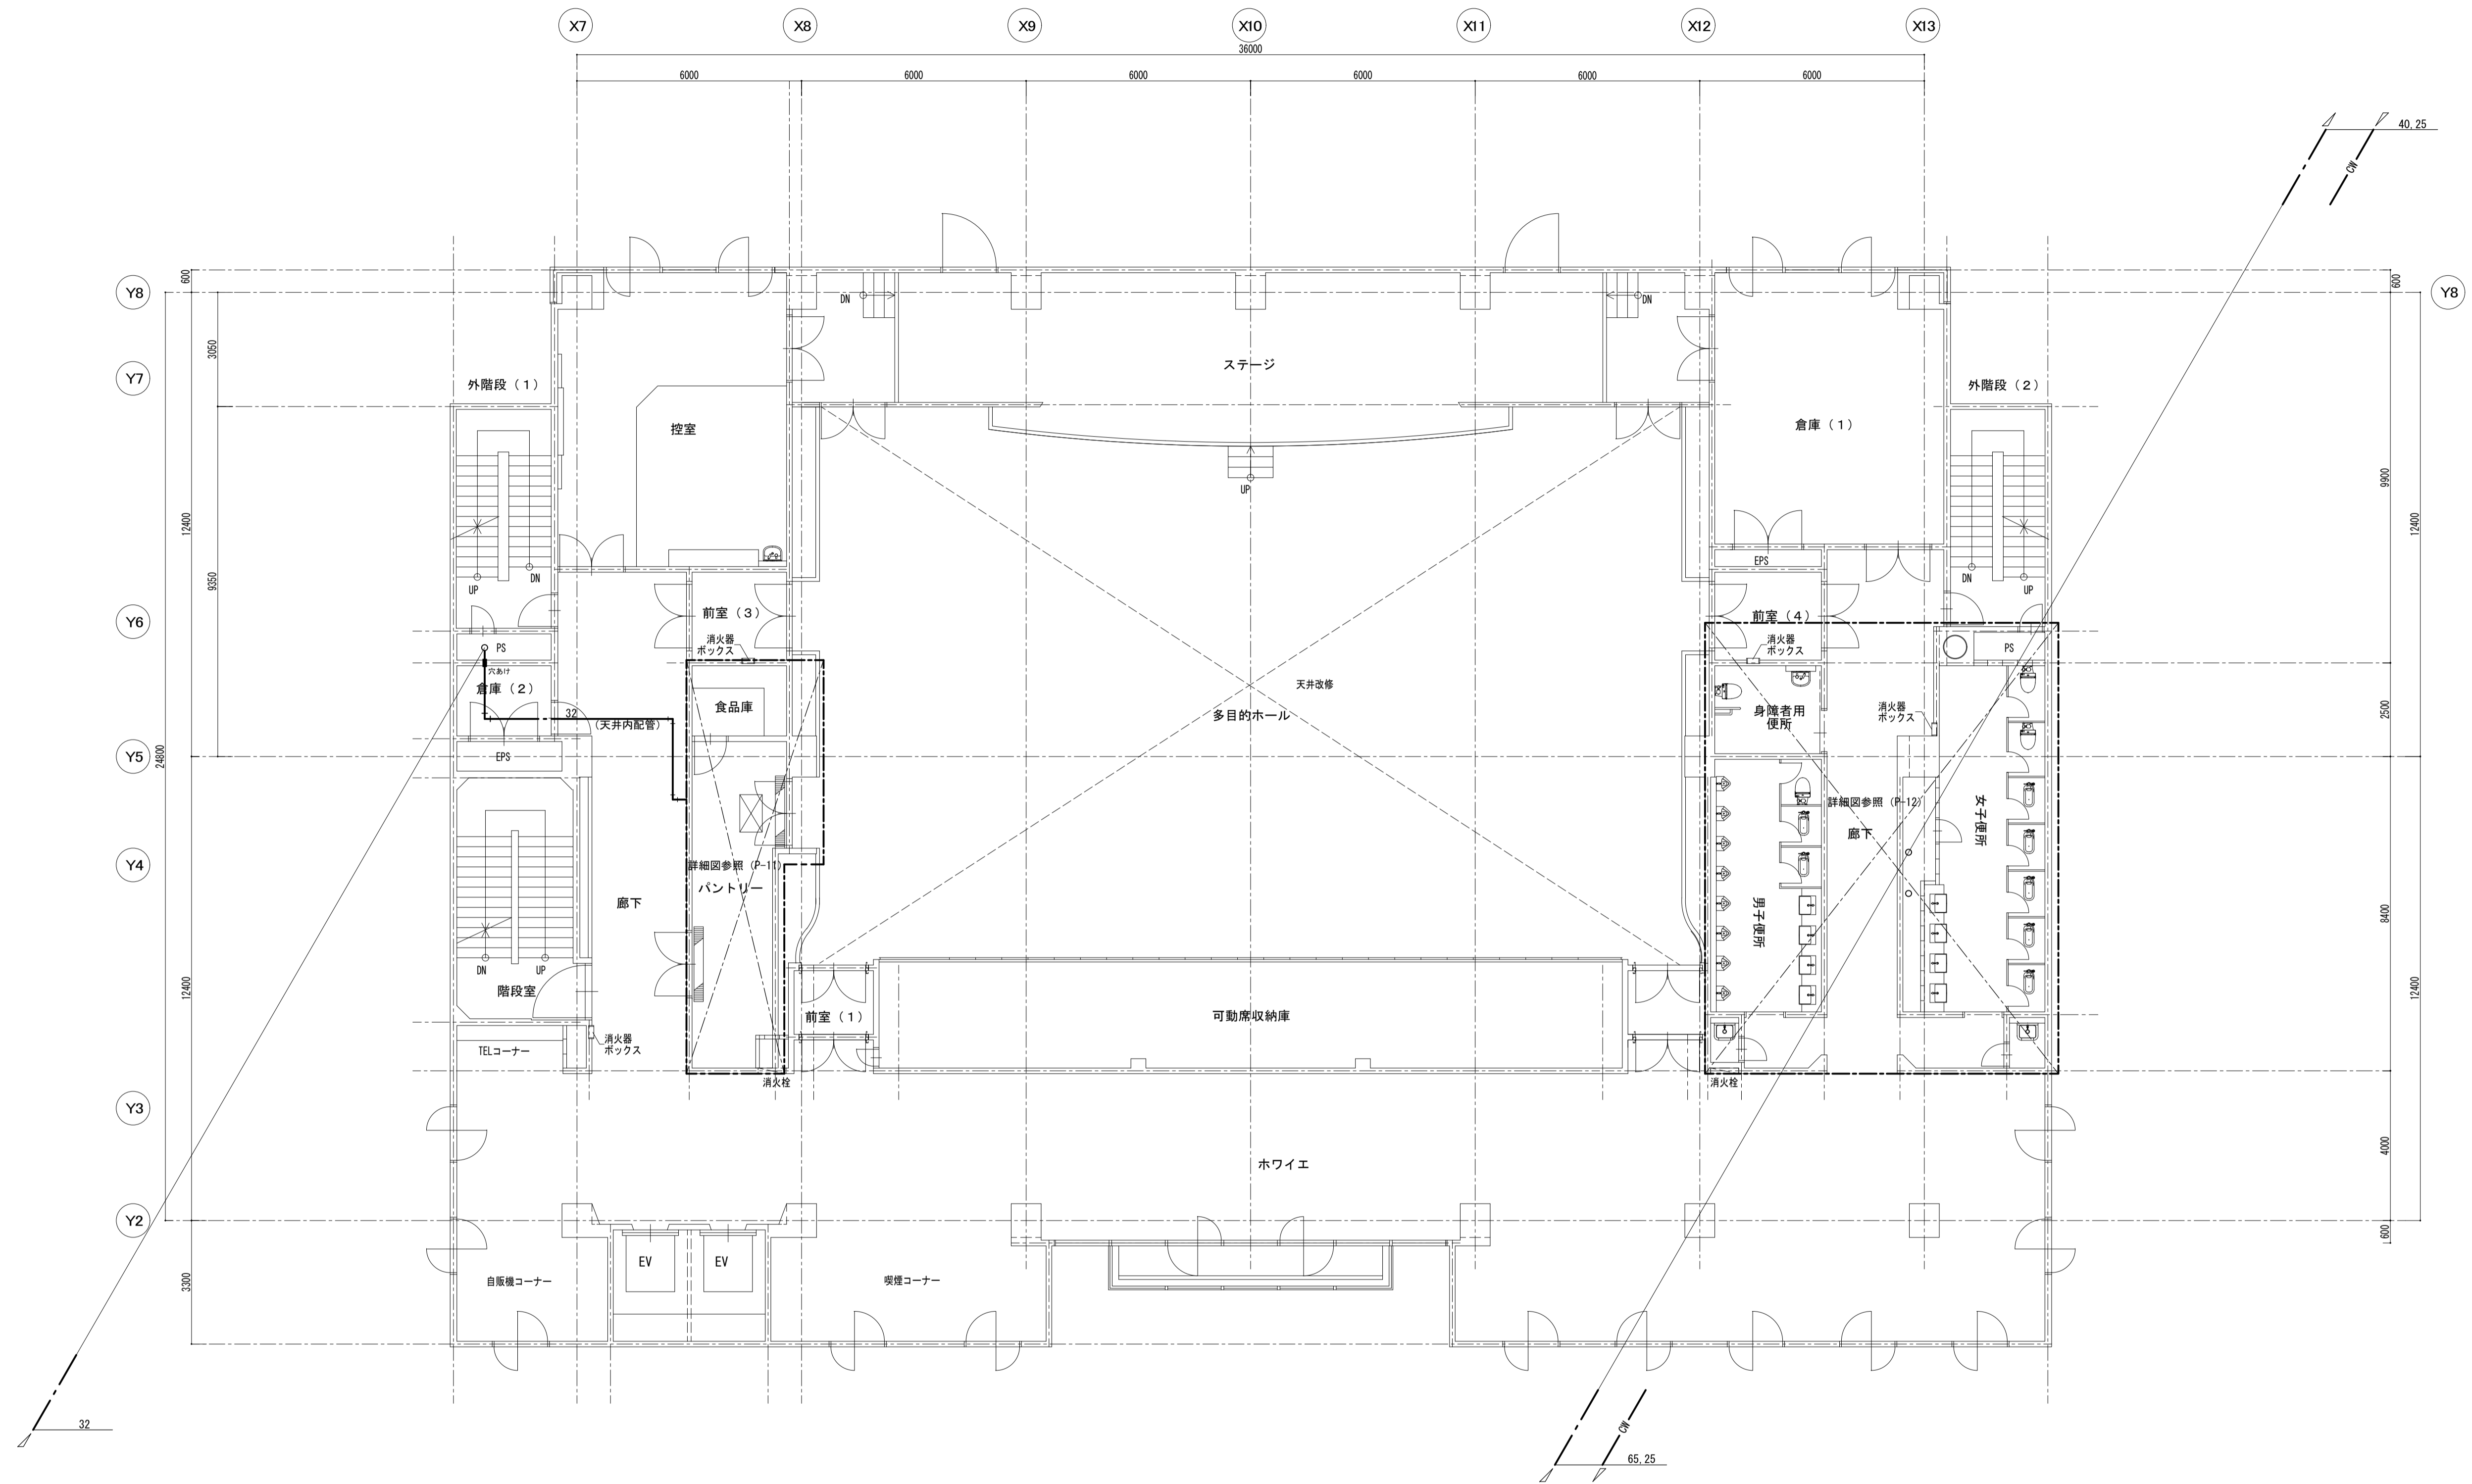 X7
X8
X9
X10
X11
X12
X13
36000
6000
6000
6000
6000
6000
6000
40,25
CW
600
600
Y8
Y8
DN
DN
3050
ステージ
Y7
外階段（1）
外階段（2）
控室
倉庫（1）
9900
UP
12400
12400
EPS
9350
DN
UP
DN
UP
前室（3）
前室（4）
Y6
消火器
ボックス
消火器
ボックス
PS
PS
穴あけ
倉庫（2）
天井改修
食品庫
32
（天井内配管）
多目的ホール
身障者用
便所
消火器
ボックス
2500
Y5
24800
EPS
詳細図参照（P-12）
女子便所
廊下
Y4
詳細図参照（P-11）
パントリー
廊下
男子便所
8400
DN
UP
階段室
12400
12400
前室（1）
可動席収納庫
消火器
ボックス
TELコーナー
消火栓
消火栓
Y3
4000
ホワイエ
Y2
600
EV
EV
自販機コーナー
喫煙コーナー
3300
32
CW
65,25